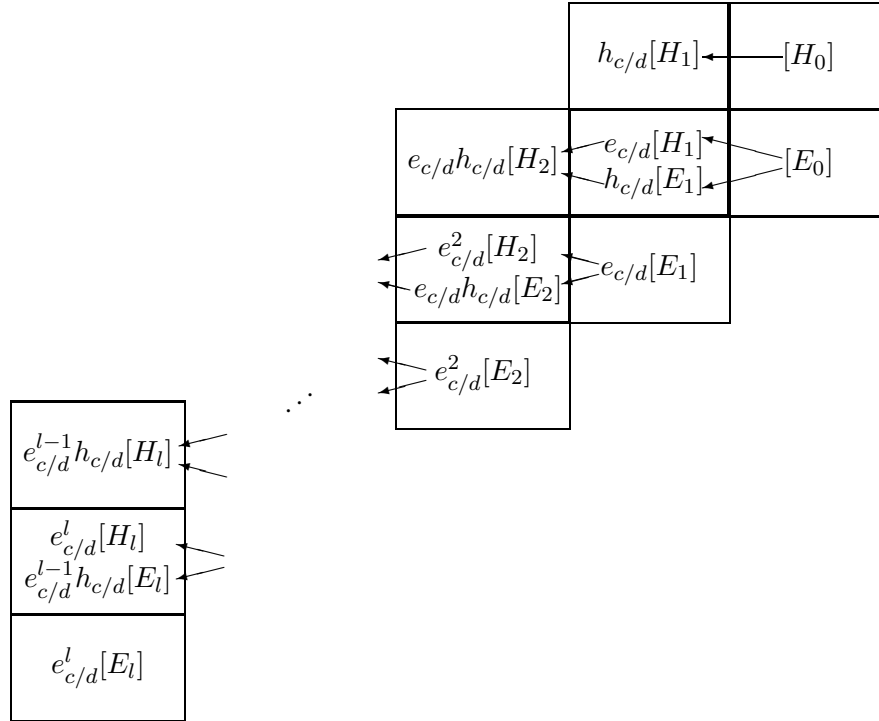 h_{c/d}[H_1] [H_0]
e_{c/d}h_{c/d}[H_2] e_{c/d}[H_1] [E_0]
h_{c/d}[E_1]
e^2_{c/d}[H_2] e_{c/d}[E_1]
e_{c/d}h_{c/d}[E_2]
e^2_{c/d}[E_2]
⋰
e^{l-1}_{c/d}h_{c/d}[H_l]
e^l_{c/d}[H_l]
e^{l-1}_{c/d}h_{c/d}[E_l]
e^l_{c/d}[E_l]